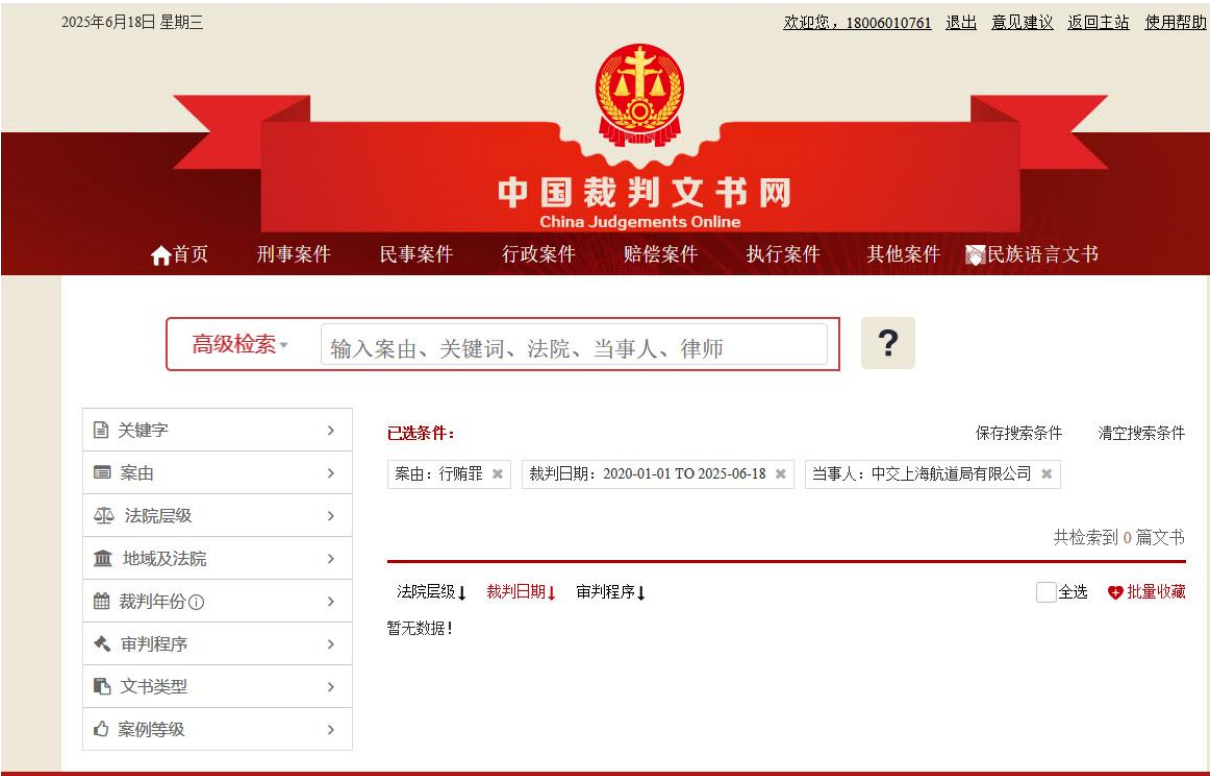 2025年6月18日 星期三 欢迎您，18006010761 退出 意见建议 返回主站 使用帮助
中国裁判文书网
China Judgements Online
首页 刑事案件 民事案件 行政案件 赔偿案件 执行案件 其他案件 民族语言文书
高级检索 输入案由、关键词、法院、当事人、律师 ?
关键字
案由
法院层级
地域及法院
裁判年份
审判程序
文书类型
案例等级
已选条件： 保存搜索条件 清空搜索条件
案由：行贿罪 裁判日期：2020-01-01 TO 2025-06-18 当事人：中交上海航道局有限公司
共检索到 0 篇文书
法院层级 裁判日期 审判程序 全选 批量收藏
暂无数据！